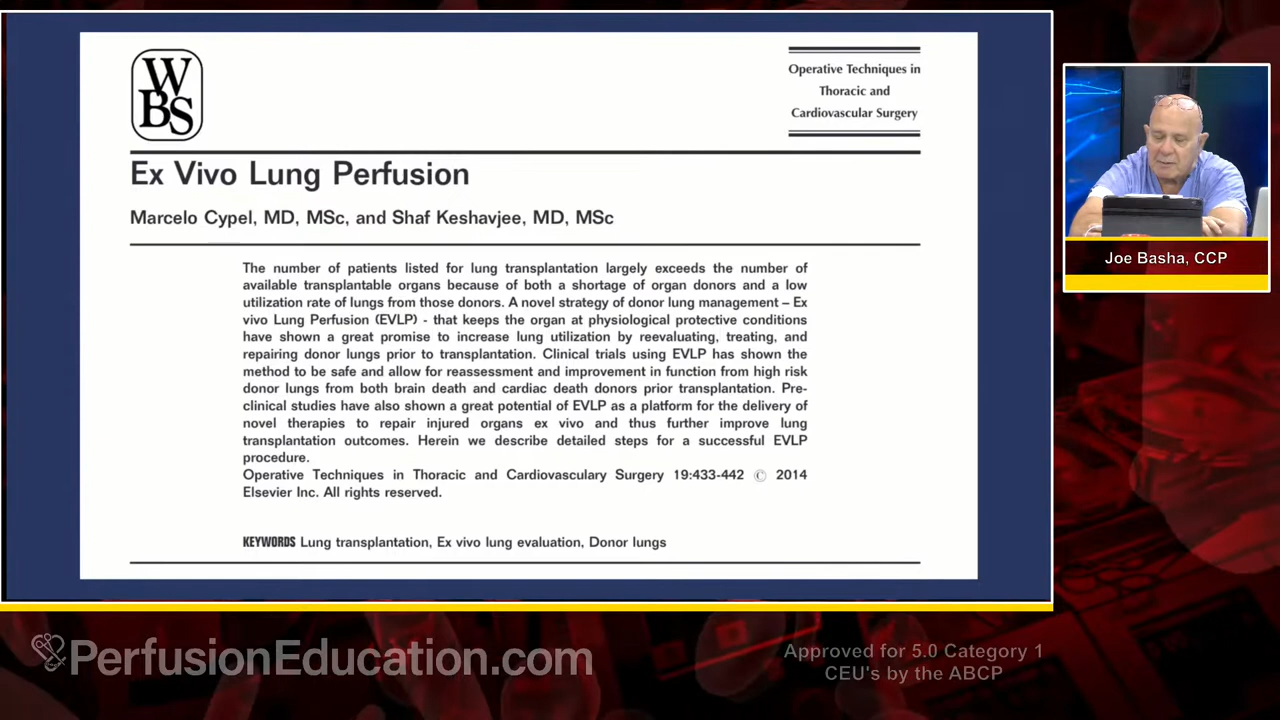 WBS
Operative Techniques in
Thoracic and
Cardiovascular Surgery
Ex Vivo Lung Perfusion
Marcelo Cypel, MD, MSc, and Shaf Keshavjee, MD, MSc
The number of patients listed for lung transplantation largely exceeds the number of
available transplantable organs because of both a shortage of organ donors and a low
utilization rate of lungs from those donors. A novel strategy of donor lung management – Ex
vivo Lung Perfusion (EVLP) - that keeps the organ at physiological protective conditions
have shown a great promise to increase lung utilization by reevaluating, treating, and
repairing donor lungs prior to transplantation. Clinical trials using EVLP has shown the
method to be safe and allow for reassessment and improvement in function from high risk
donor lungs from both brain death and cardiac death donors prior transplantation. Pre-
clinical studies have also shown a great potential of EVLP as a platform for the delivery of
novel therapies to repair injured organs ex vivo and thus further improve lung
transplantation outcomes. Herein we describe detailed steps for a successful EVLP
procedure.
Operative Techniques in Thoracic and Cardiovasculary Surgery 19:433-442 © 2014
Elsevier Inc. All rights reserved.
KEYWORDS Lung transplantation, Ex vivo lung evaluation, Donor lungs
Joe Basha, CCP
PerfusionEducation.com
Approved for 5.0 Category 1
CEU's by the ABCP